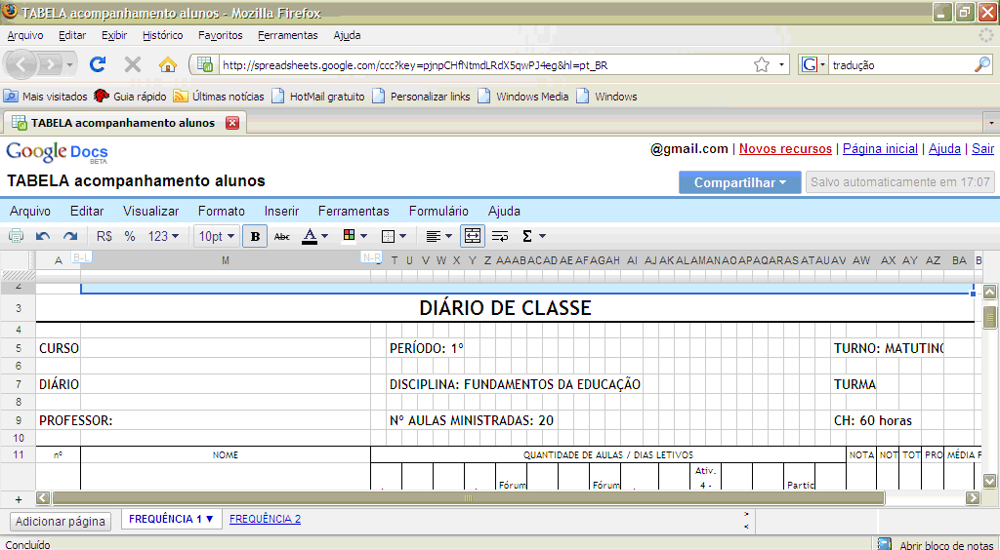 TABELA acompanhamento alunos - Mozilla Firefox
Arquivo Editar Exibir Histórico Favoritos Ferramentas Ajuda
http://spreadsheets.google.com/ccc?key=pjnpCHfNtmdLRdX5qwPJ4eg&hl=pt_BR G tradução
Mais visitados Guia rápido Últimas notícias HotMail gratuito Personalizar links Windows Media Windows
TABELA acompanhamento alunos
Google Docs BETA @gmail.com | Novos recursos | Página inicial | Ajuda | Sair
TABELA acompanhamento alunos Compartilhar Salvo automaticamente em 17:07
Arquivo Editar Visualizar Formato Inserir Ferramentas Formulário Ajuda
R$ % 123 10pt B Abc A Σ
A B-L M N-R T U V W X Y Z AA AB AC AD AE AF AG AH AI AJ AK AL AM AN AO AP AQ AR AS AT AU AV AW AX AY AZ BA B
2
3 DIÁRIO DE CLASSE
4
5 CURSO PERÍODO: 1º TURNO: MATUTINO
6
7 DIÁRIO DISCIPLINA: FUNDAMENTOS DA EDUCAÇÃO TURMA
8
9 PROFESSOR: Nº AULAS MINISTRADAS: 20 CH: 60 horas
10
11 nº NOME QUANTIDADE DE AULAS / DIAS LETIVOS NOTA NOT TOT PRO MÉDIA F
Ativ.
Fórum Fórum 4 - Partic
+
Adicionar página FREQUÊNCIA 1 ▼ FREQUÊNCIA 2 > <
Concluído Abrir bloco de notas